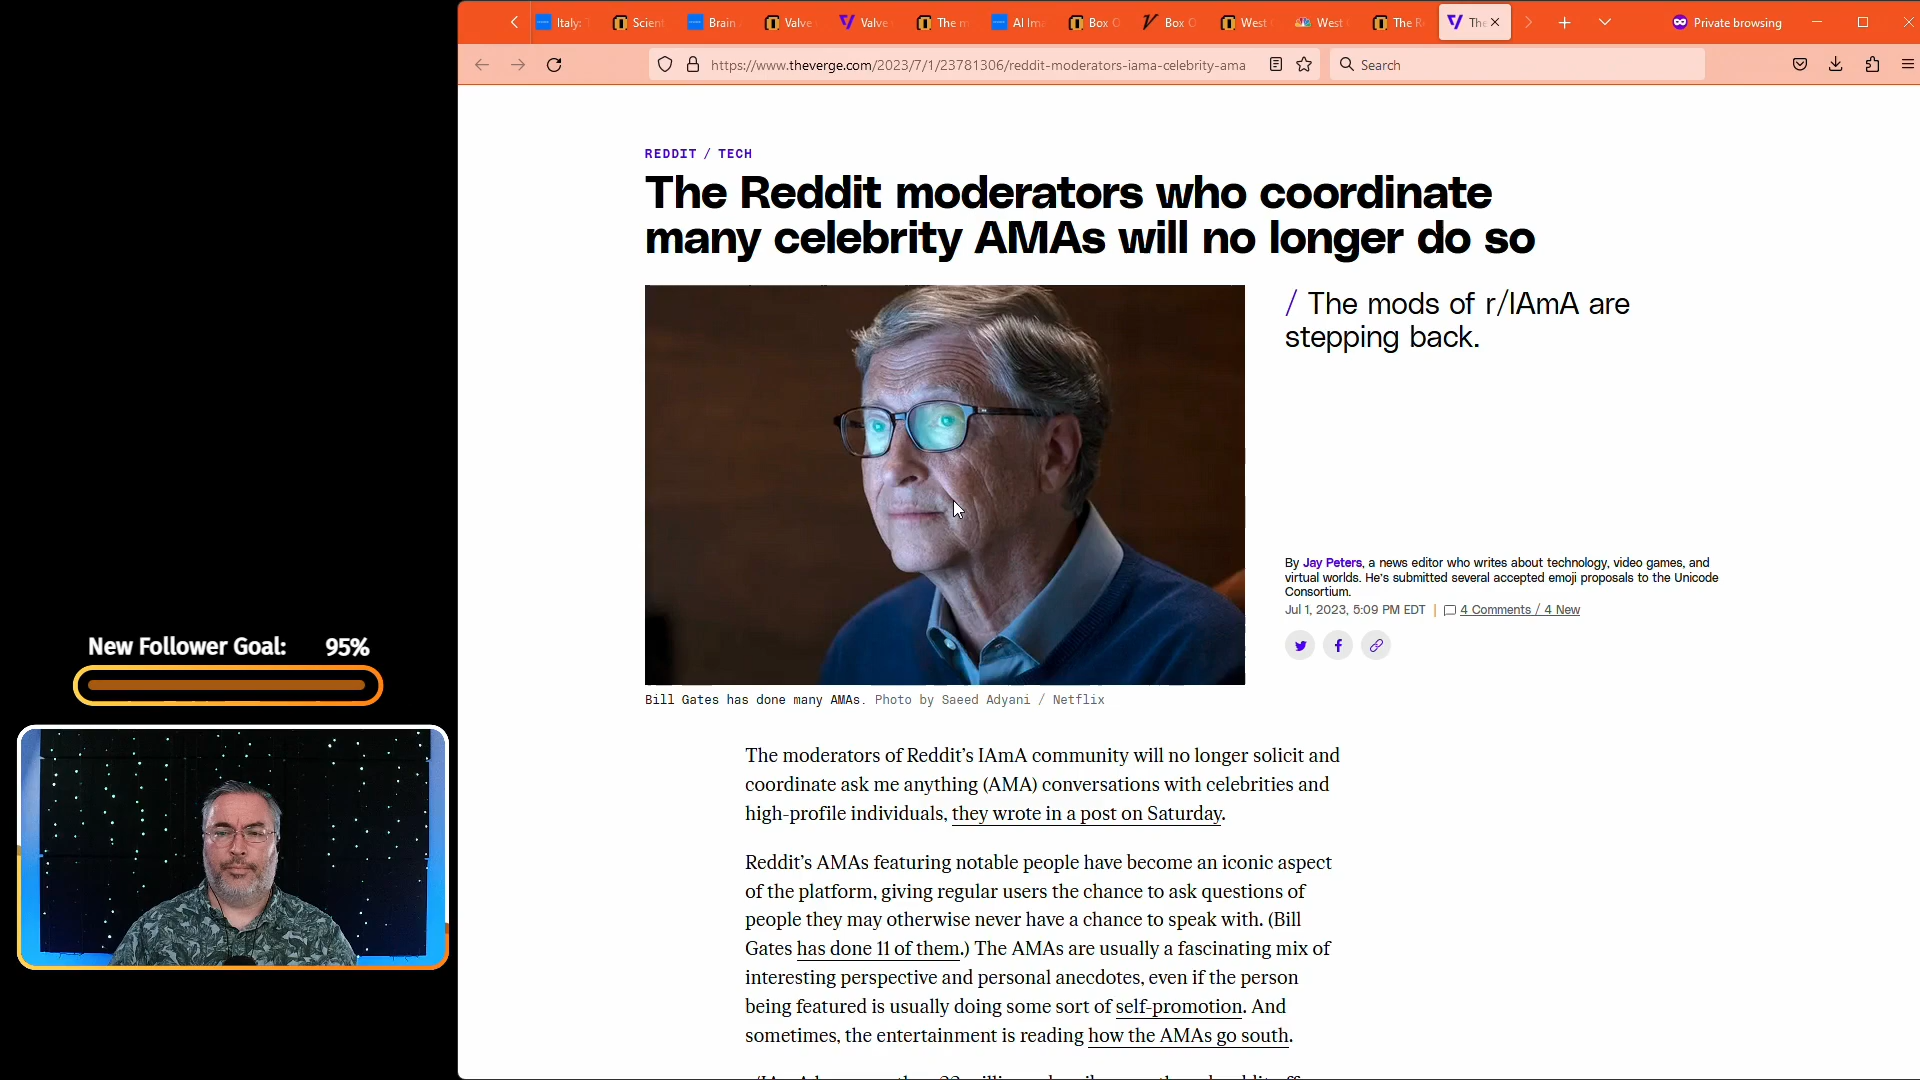 Italy:
Scient
Brain
Valve
Valve
The m
AI Im
Box O
Box O
West
West
The R
The
Private browsing
https://www.theverge.com/2023/7/1/23781306/reddit-moderators-iama-celebrity-ama
Search
REDDIT / TECH
The Reddit moderators who coordinate
many celebrity AMAs will no longer do so
/ The mods of r/IAmA are
stepping back.
By Jay Peters, a news editor who writes about technology, video games, and
virtual worlds. He's submitted several accepted emoji proposals to the Unicode
Consortium.
Jul 1, 2023, 5:09 PM EDT | 4 Comments / 4 New
Bill Gates has done many AMAs. Photo by Saeed Adyani / Netflix
The moderators of Reddit’s IAmA community will no longer solicit and
coordinate ask me anything (AMA) conversations with celebrities and
high-profile individuals, they wrote in a post on Saturday.
Reddit’s AMAs featuring notable people have become an iconic aspect
of the platform, giving regular users the chance to ask questions of
people they may otherwise never have a chance to speak with. (Bill
Gates has done 11 of them.) The AMAs are usually a fascinating mix of
interesting perspective and personal anecdotes, even if the person
being featured is usually doing some sort of self-promotion. And
sometimes, the entertainment is reading how the AMAs go south.
New Follower Goal: 95%